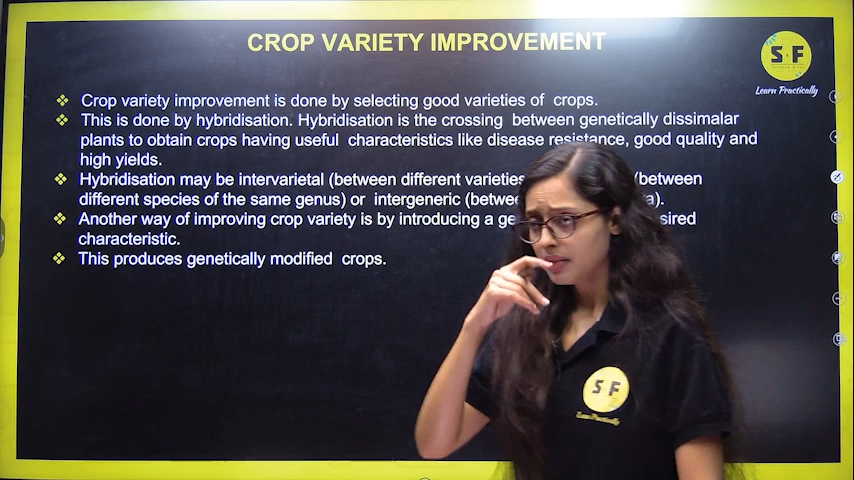 CROP VARIETY IMPROVEMENT
S F
Learn Practically
Crop variety improvement is done by selecting good varieties of crops.
This is done by hybridisation. Hybridisation is the crossing between genetically dissimalar
plants to obtain crops having useful characteristics like disease resistance, good quality and
high yields.
Hybridisation may be intervarietal (between different varieties (between
different species of the same genus) or intergeneric
Another way of improving crop variety is by introducing a
characteristic.
This produces genetically modified crops.
S F
Learn Practically